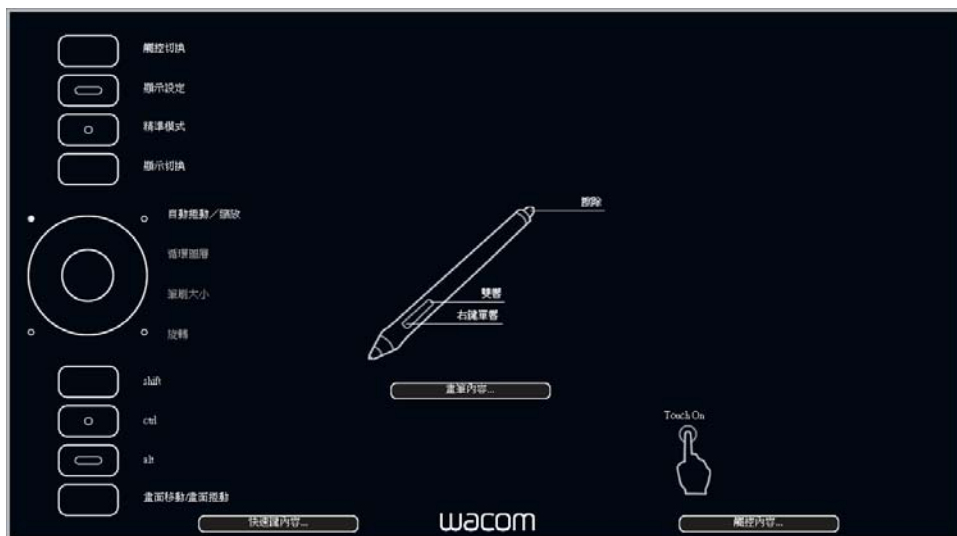 觸控切換
顯示設定
精準模式
顯示切換
自動捲動／縮放
循環圖層
筆刷大小
旋轉
擦除
雙響
右鍵單響
畫筆內容...
shift
ctrl
alt
畫面移動/畫面捲動
Touch On
快速鍵內容...
wacom
觸控內容...